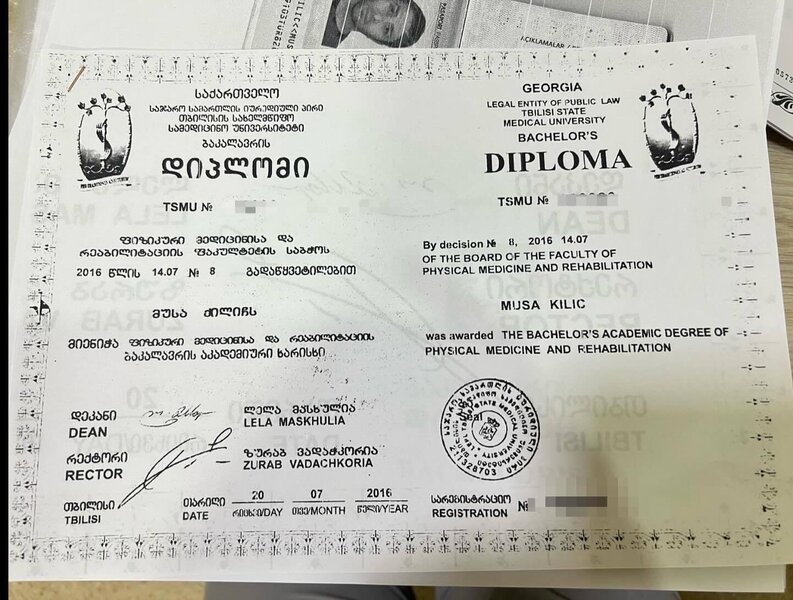 საქართველო
საჯარო სამართლის იურიდიული პირი
თბილისის სახელმწიფო
სამედიცინო უნივერსიტეტი
ბაკალავრის
დიპლომი
TSMU №
ფიზიკური მედიცინისა და
რეაბილიტაციის ფაკულტეტის საბჭოს
2016 წლის 14.07 № 8 გადაწყვეტილებით
მუსა ქილიჩს
მიენიჭა ფიზიკური მედიცინისა და რეაბილიტაციის
ბაკალავრის აკადემიური ხარისხი
GEORGIA
LEGAL ENTITY OF PUBLIC LAW
TBILISI STATE
MEDICAL UNIVERSITY
BACHELOR'S
DIPLOMA
TSMU №
By decision № 8, 2016 14.07
OF THE BOARD OF THE FACULTY OF
PHYSICAL MEDICINE AND REHABILITATION
MUSA KILIC
was awarded THE BACHELOR'S ACADEMIC DEGREE OF
PHYSICAL MEDICINE AND REHABILITATION
დეკანი ლელა მასხულია
DEAN LELA MASKHULIA
რექტორი ზურაბ ვადაჭკორია
RECTOR ZURAB VADACHKORIA
თბილისი თარიღი 20 07 2016
TBILISI DATE რიცხვი/DAY თვე/MONTH წელი/YEAR
სარეგისტრაციო
REGISTRATION №
Seal